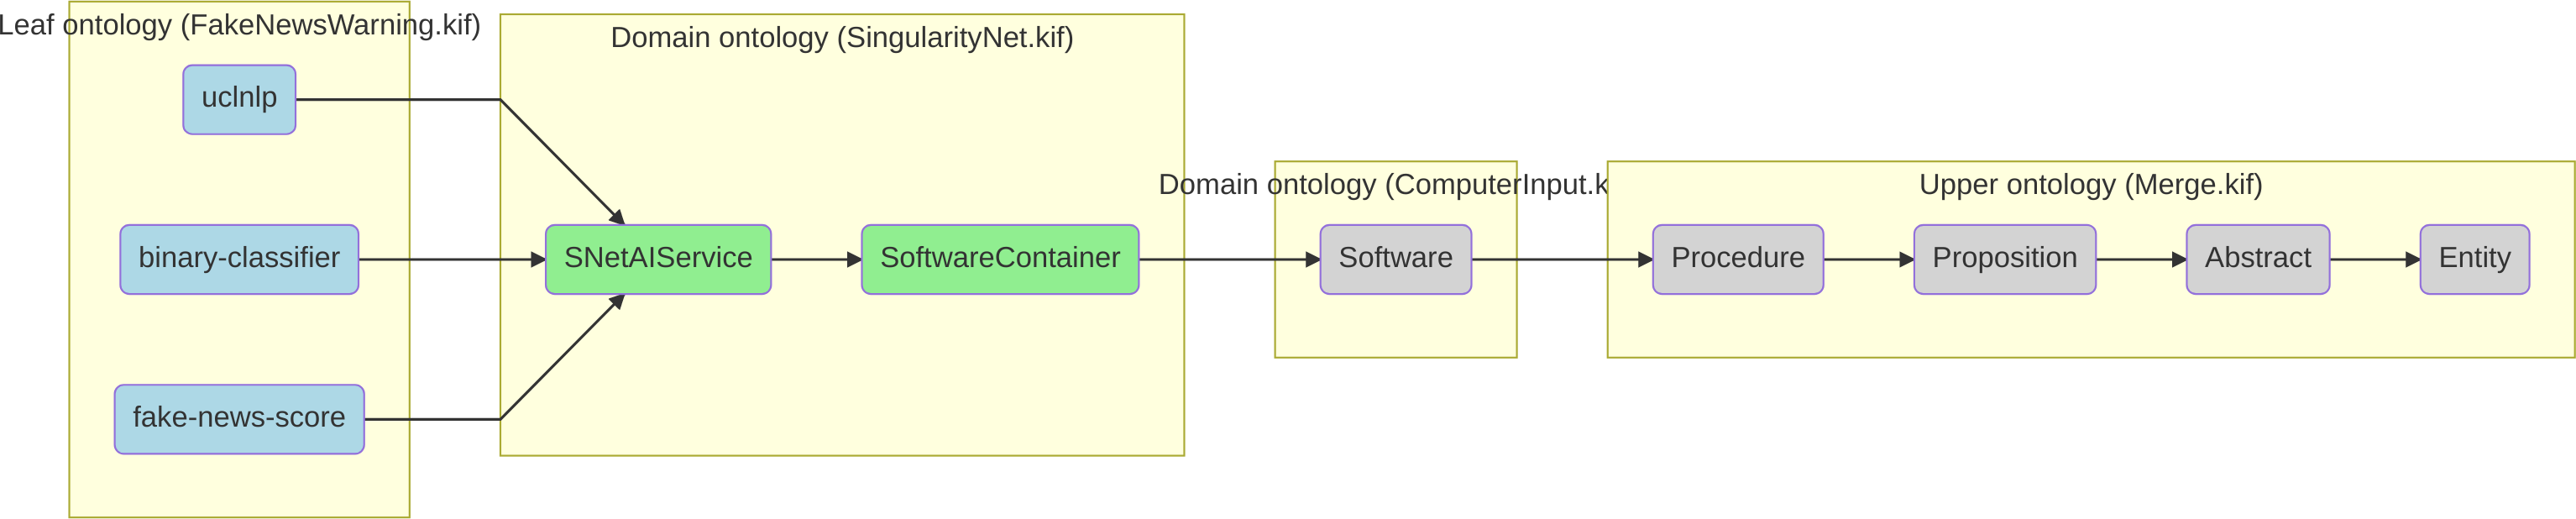 Leaf ontology (FakeNewsWarning.kif)
uclnlp
binary-classifier
fake-news-score
Domain ontology (SingularityNet.kif)
SNetAIService
SoftwareContainer
Domain ontology (ComputerInput.k
Software
Upper ontology (Merge.kif)
Procedure
Proposition
Abstract
Entity